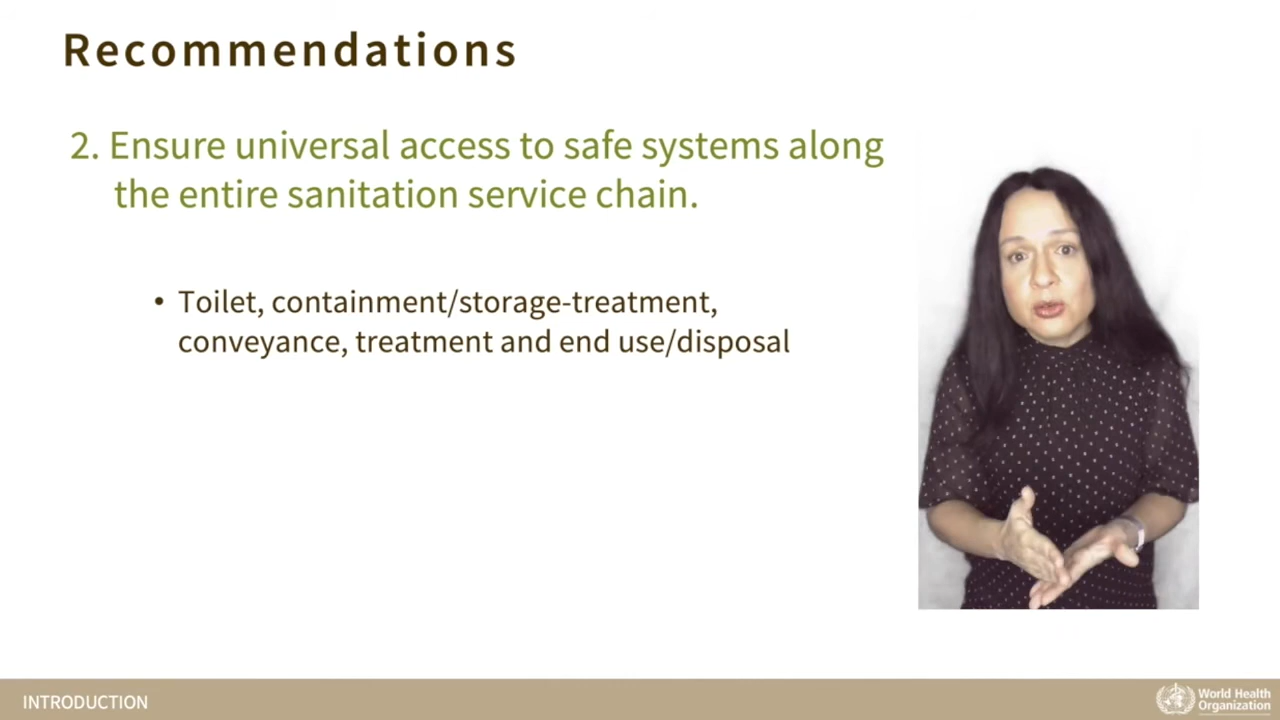 Recommendations
2. Ensure universal access to safe systems along
the entire sanitation service chain.
• Toilet, containment/storage-treatment,
conveyance, treatment and end use/disposal
INTRODUCTION
World Health
Organization